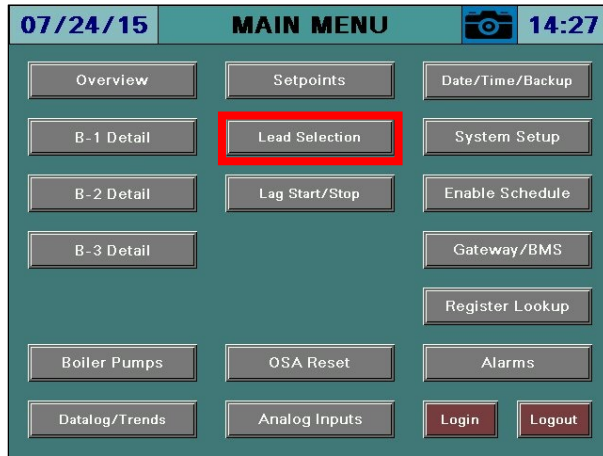 07/24/15 MAIN MENU 14:27
Overview Setpoints Date/Time/Backup
B-1 Detail Lead Selection System Setup
B-2 Detail Lag Start/Stop Enable Schedule
B-3 Detail Gateway/BMS
Register Lookup
Boiler Pumps OSA Reset Alarms
Datalog/Trends Analog Inputs Login Logout